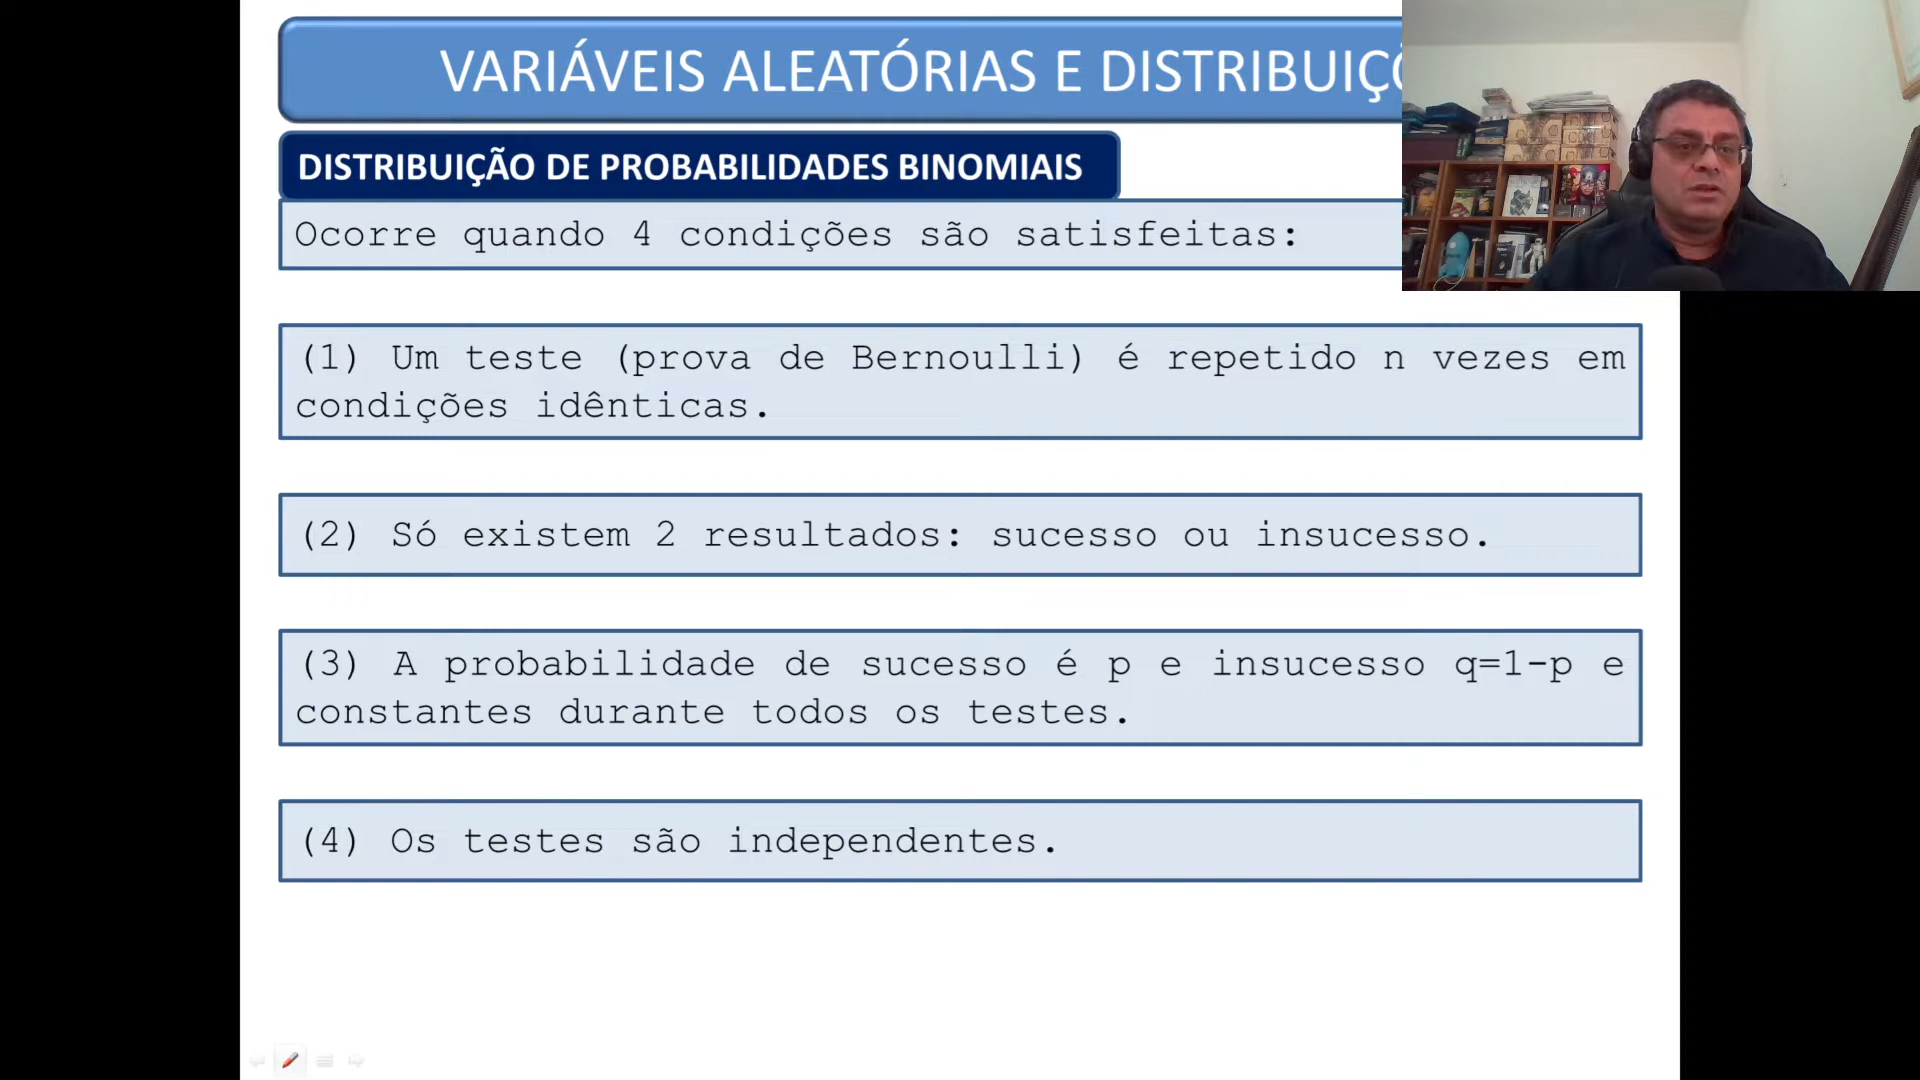 VARIÁVEIS ALEATÓRIAS E DISTRIBUIÇÕ
DISTRIBUIÇÃO DE PROBABILIDADES BINOMIAIS
Ocorre quando 4 condições são satisfeitas:
(1) Um teste (prova de Bernoulli) é repetido n vezes em
condições idênticas.
(2) Só existem 2 resultados: sucesso ou insucesso.
(3) A probabilidade de sucesso é p e insucesso q=1-p e
constantes durante todos os testes.
(4) Os testes são independentes.